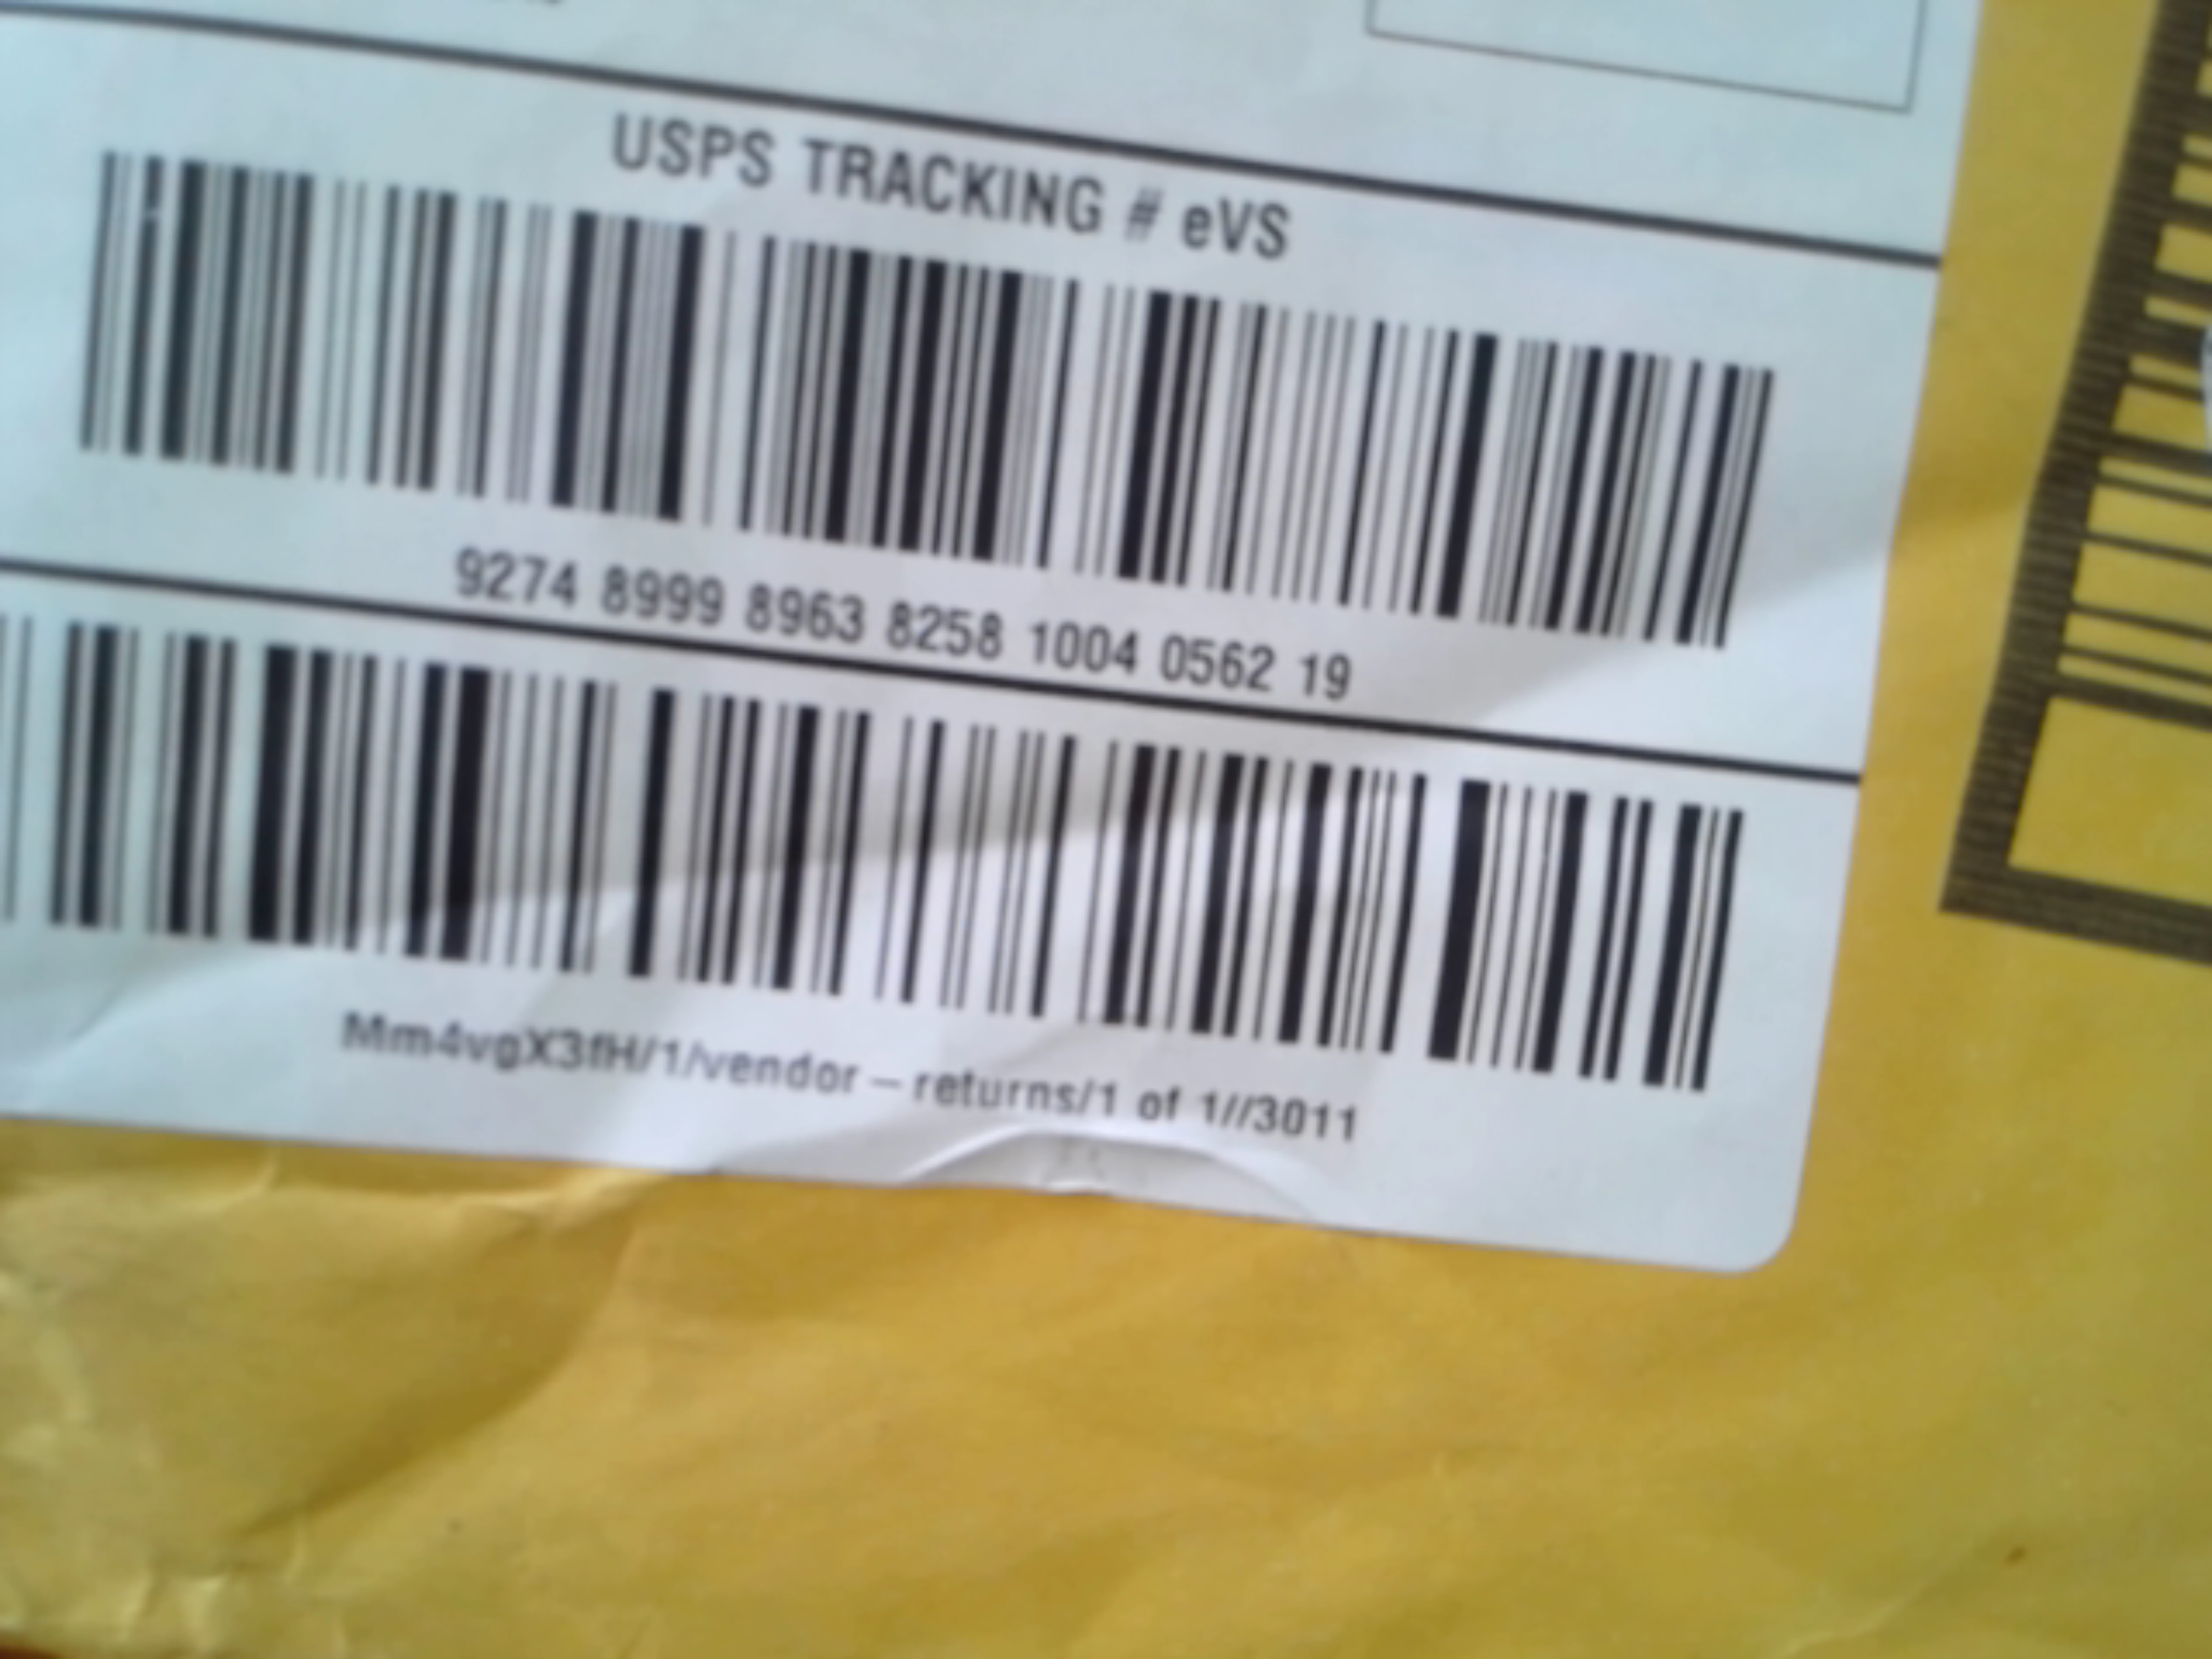 USPS TRACKING # eVS
9274 8999 8963 8258 1004 0562 19
Mm4vgX3fH/1/vendor – returns/1 of 1//3011